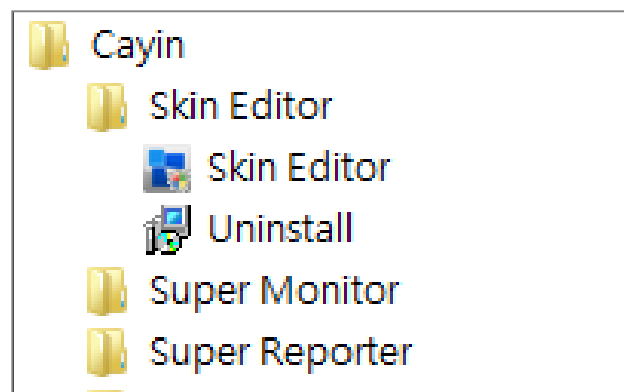 Cayin
Skin Editor
Skin Editor
Uninstall
Super Monitor
Super Reporter